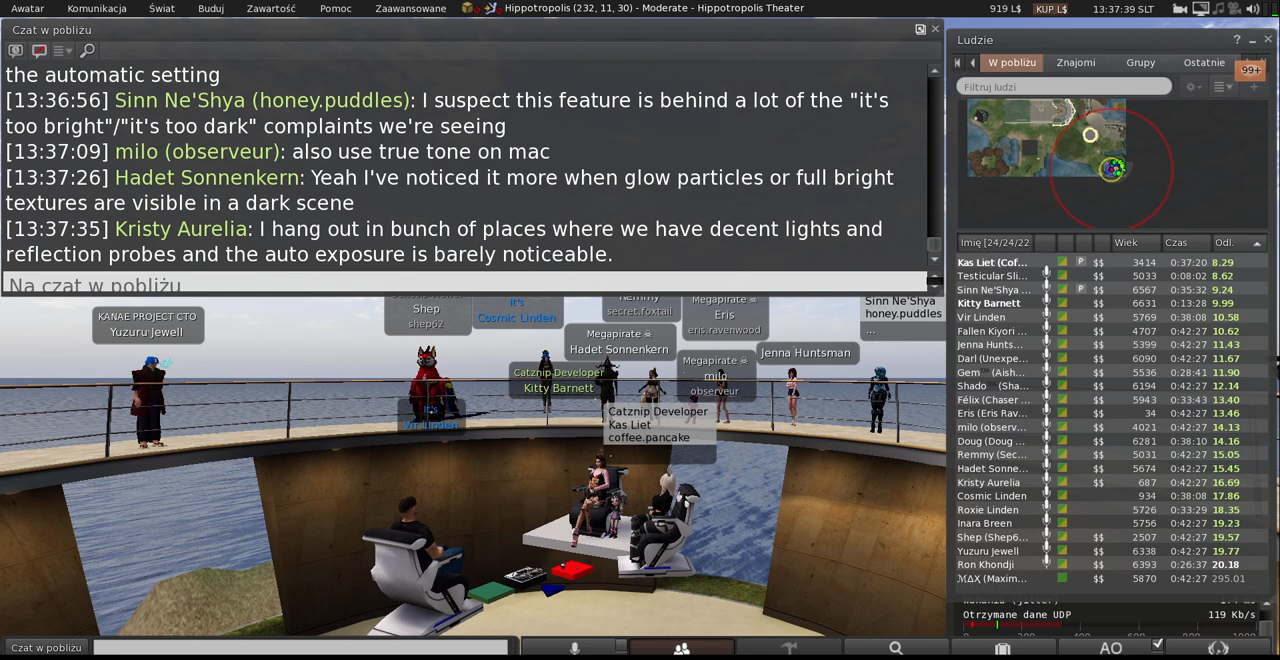 Awatar Komunikacja Świat Buduj Zawartość Pomoc Zaawansowane Hippotropolis (232, 11, 30) - Moderate - Hippotropolis Theater 919 L$ KUP L$ 13:37:39 SLT
Czat w pobliżu
the automatic setting
[13:36:56] Sinn Ne'Shya (honey.puddles): I suspect this feature is behind a lot of the "it's
too bright"/"it's too dark" complaints we're seeing
[13:37:09] milo (observeur): also use true tone on mac
[13:37:26] Hadet Sonnenkern: Yeah I've noticed it more when glow particles or full bright
textures are visible in a dark scene
[13:37:35] Kristy Aurelia: I hang out in bunch of places where we have decent lights and
reflection probes and the auto exposure is barely noticeable.
Na czat w pobliżu
KANAE PROJECT CTO
Yuzuru Jewell
Shep
shep62
It's
Cosmic Linden
Remmy
secret.foxtail
Megapirate ☠
Eris
eris.ravenwood
Sinn Ne'Shya
honey.puddles
...
Megapirate ☠
Hadet Sonnenkern
Jenna Huntsman
Catznip Developer
Kitty Barnett
Megapirate ☠
milo
observeur
It's
Vir Linden
Catznip Developer
Kas Liet
coffee.pancake
Ludzie
? _ ×
W pobliżu Znajomi Grupy Ostatnie
99+
Filtruj ludzi
Imię [24/24/22 Wiek Czas Odl.
Kas Liet (Cof... P $$ 3414 0:37:20 8.29
Testicular Sli... $$ 5033 0:08:02 8.62
Sinn Ne'Shya ... P $$ 6567 0:35:32 9.24
Kitty Barnett $$ 6631 0:13:28 9.99
Vir Linden $$ 5769 0:38:08 10.58
Fallen Kiyori ... $$ 4707 0:42:27 10.62
Jenna Hunts... $$ 5399 0:42:27 11.43
Darl (Unexpe... $$ 6090 0:42:27 11.67
Gem™ (Aish... $$ 5536 0:28:41 11.90
Shado™ (Sha... $$ 6194 0:42:27 12.14
Félix (Chaser ... $$ 5943 0:33:43 13.40
Eris (Eris Rav... $$ 34 0:42:27 13.46
milo (observ... $$ 4021 0:42:27 14.13
Doug (Doug ... $$ 6281 0:38:10 14.16
Remmy (Sec... $$ 5031 0:42:27 15.05
Hadet Sonne... $$ 5674 0:42:27 15.45
Kristy Aurelia $$ 687 0:42:27 16.69
Cosmic Linden 934 0:38:08 17.86
Roxie Linden $$ 5726 0:33:29 18.35
Inara Breen $$ 5756 0:42:27 19.23
Shep (Shep6... $$ 2507 0:42:27 19.57
Yuzuru Jewell $$ 6338 0:42:27 19.77
Ron Khondji $$ 6393 0:26:37 20.18
ℳΔχ (Maxim... $$ 5870 0:42:27 295.01
Otrzymane dane UDP 119 Kb/s
Czat w pobliżu
AO